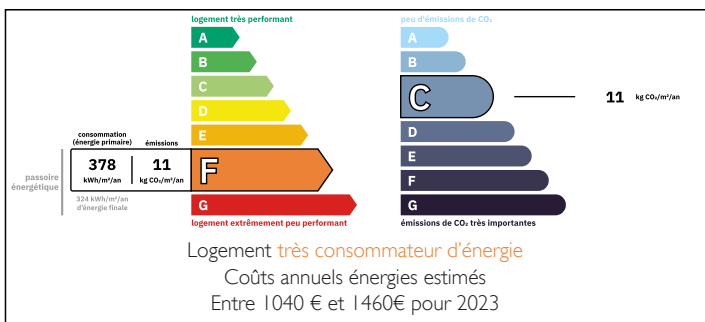 logement très performant
A
B
C
D
E
consommation
(énergie primaire)
émissions
378
kWh/m²/an
11
kg CO₂/m²/an
F
passoire
énergétique
324 kWh/m²/an
d'énergie finale
G
logement extrêmement peu performant
peu d'émissions de CO₂
A
B
C
11 kg CO₂/m²/an
D
E
F
G
émissions de CO₂ très importantes
Logement très consommateur d'énergie
Coûts annuels énergies estimés
Entre 1040 € et 1460€ pour 2023